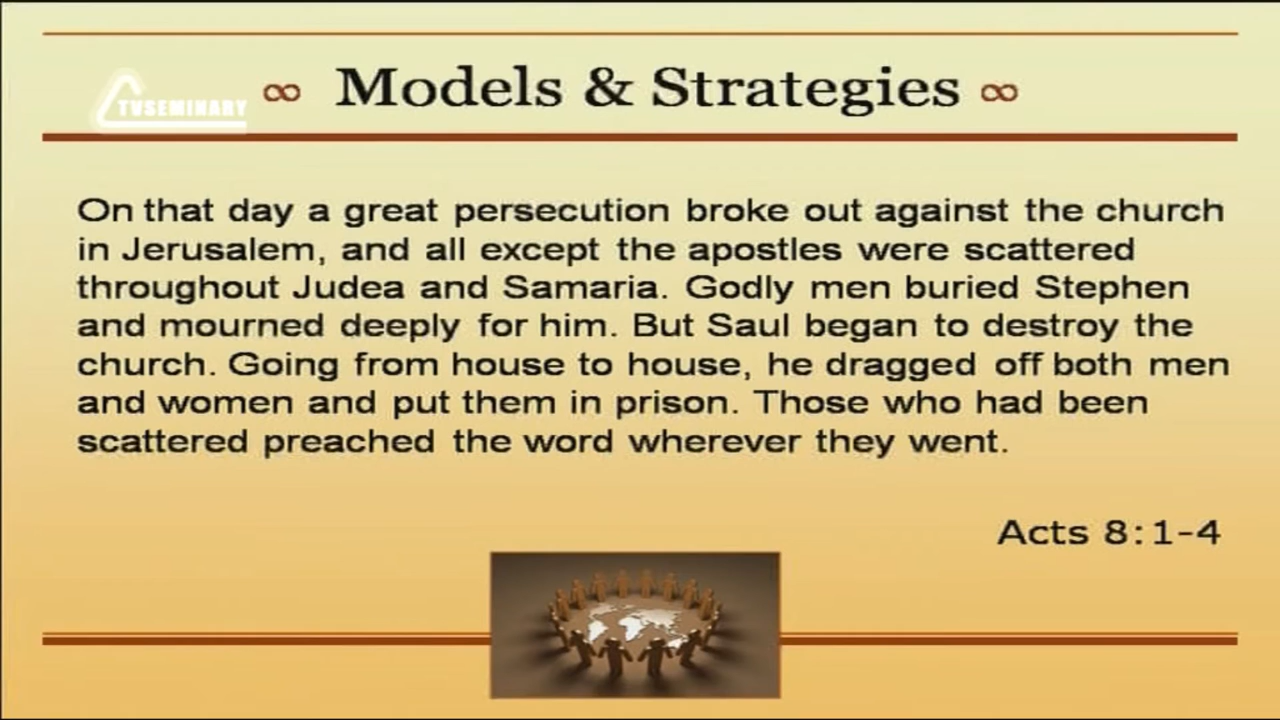 TVSEMINARY
∞ Models & Strategies ∞
On that day a great persecution broke out against the church
in Jerusalem, and all except the apostles were scattered
throughout Judea and Samaria. Godly men buried Stephen
and mourned deeply for him. But Saul began to destroy the
church. Going from house to house, he dragged off both men
and women and put them in prison. Those who had been
scattered preached the word wherever they went.
Acts 8:1-4